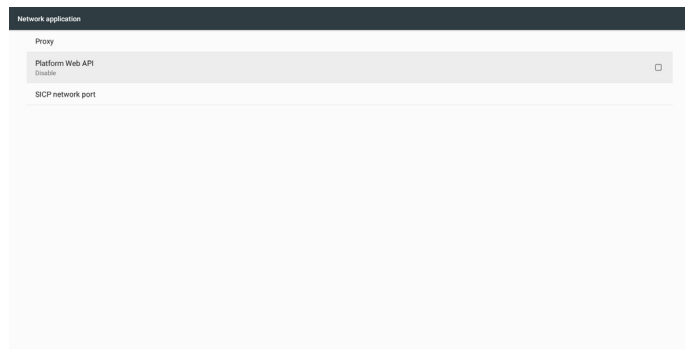 Network application
Proxy
Platform Web API
Disable
SICP network port